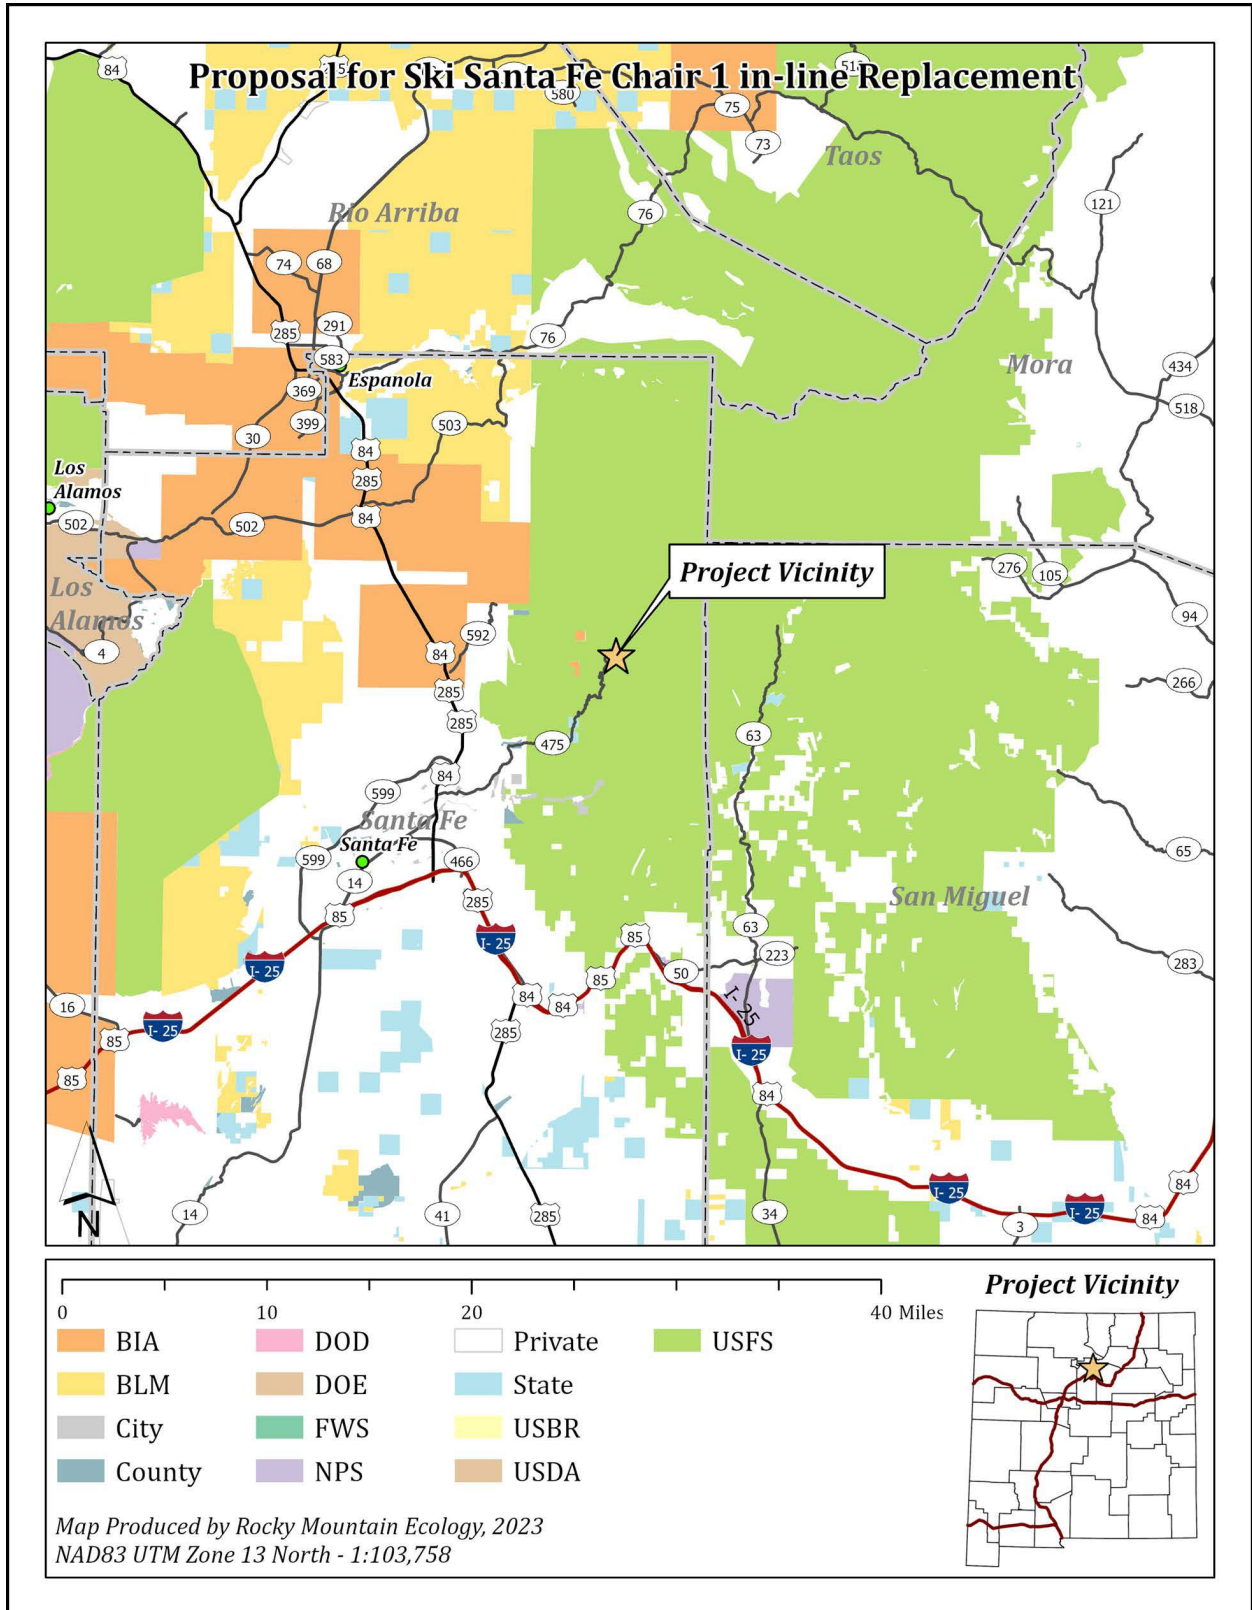 Proposal for Ski Santa Fe Chair 1 in-line Replacement
84
580
75
73
Taos
76
121
Rio Arriba
74
68
285
291
583
76
Mora
434
518
Espanola
369
399
30
503
84
285
84
Los
Alamos
502
502
Project Vicinity
276
105
94
Los
Alamos
4
592
84
285
285
266
63
475
84
599
Santa Fe
Santa Fe
599
14
466
65
85
285
San Miguel
I- 25
I- 25
85
63
223
283
85
50
84
84
16
I- 25
85
285
I- 25
I- 25
85
84
14
41
285
34
I- 25
I- 25
84
84
3
N
0
10
20
40 Miles
BIA
DOD
Private
USFS
BLM
DOE
State
City
FWS
USBR
County
NPS
USDA
Project Vicinity
Map Produced by Rocky Mountain Ecology, 2023
NAD83 UTM Zone 13 North - 1:103,758